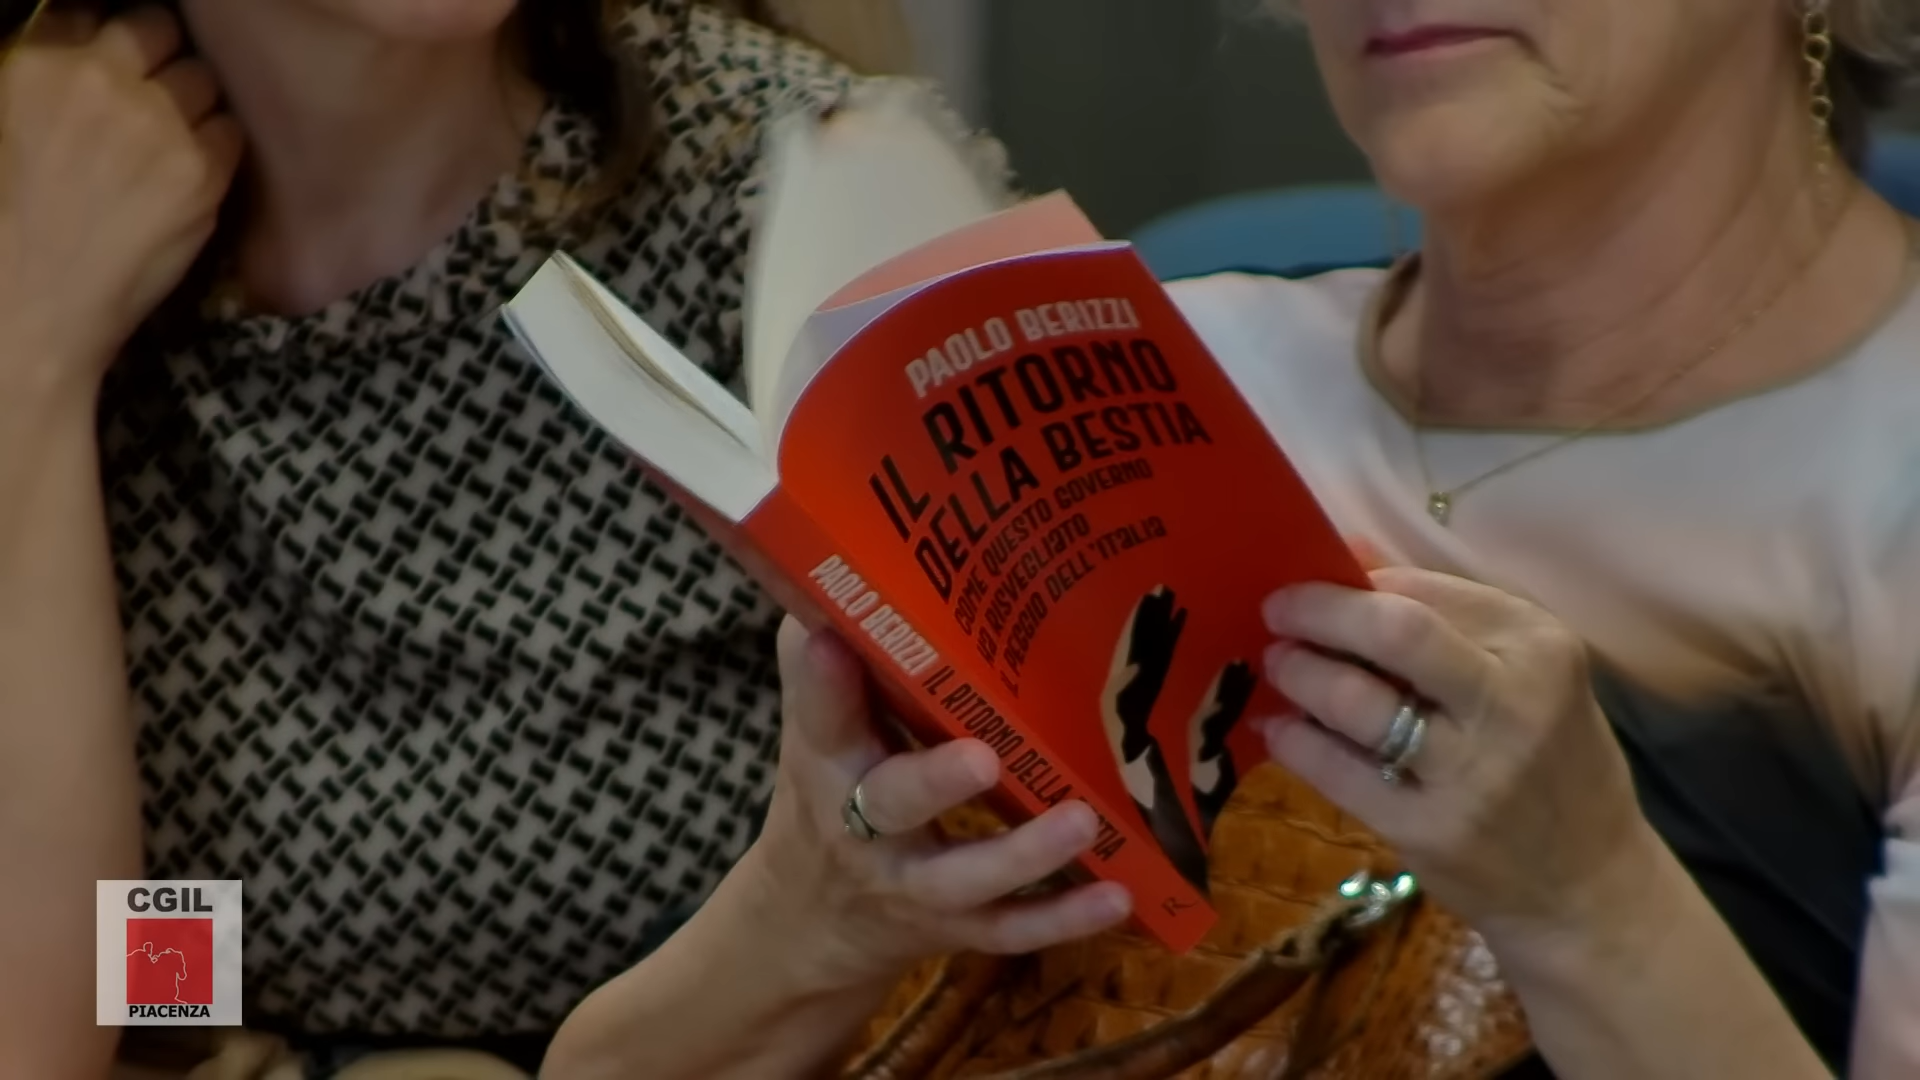 PAOLO BERIZZI
IL RITORNO
DELLA BESTIA
COME QUESTO GOVERNO
HA RISVEGLIATO
IL PEGGIO DELL'ITALIA
PAOLO BERIZZI IL RITORNO DELLA
R
CGIL
PIACENZA